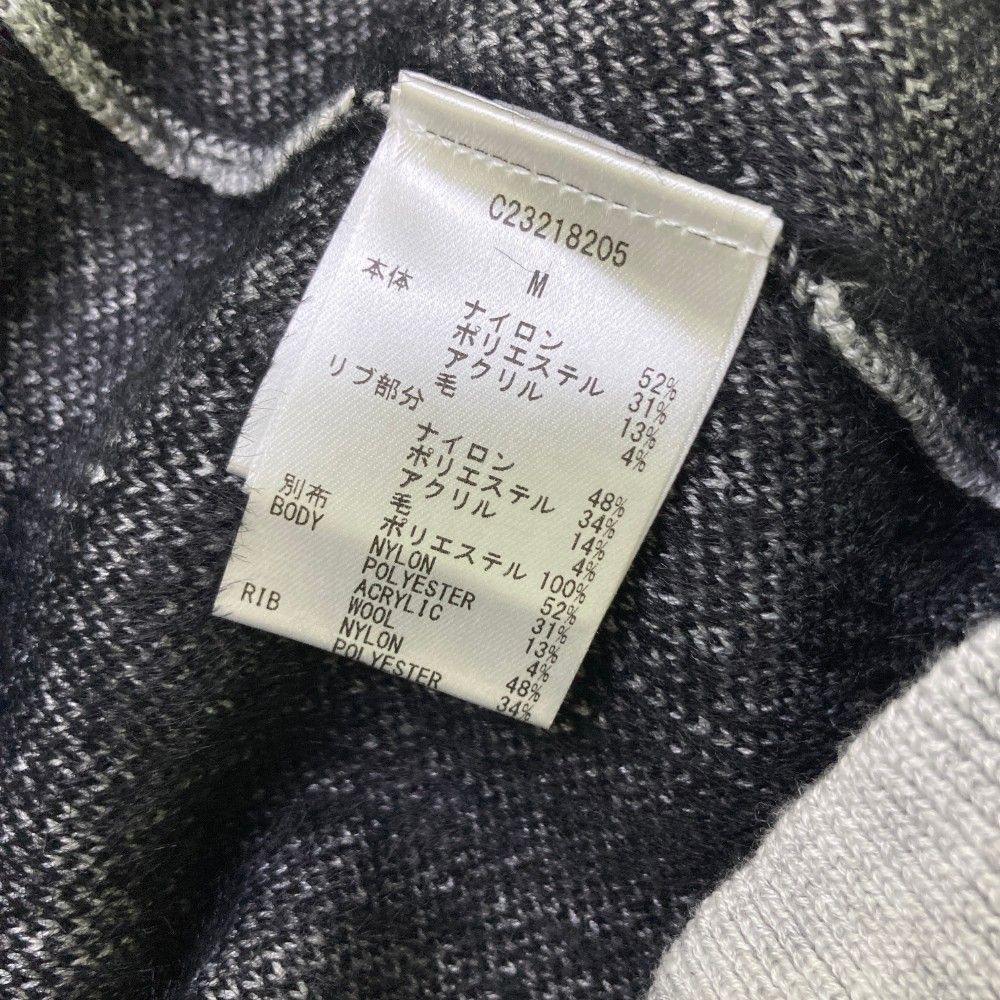 C23218205
M
本体
ナイロン 52%
ポリエステル 31%
アクリル 13%
毛 4%
リブ部分
ナイロン 48%
ポリエステル 34%
アクリル 14%
毛 4%
別布 ポリエステル 100%
BODY NYLON 52%
POLYESTER 31%
ACRYLIC 13%
WOOL 4%
RIB NYLON 48%
POLYESTER 34%